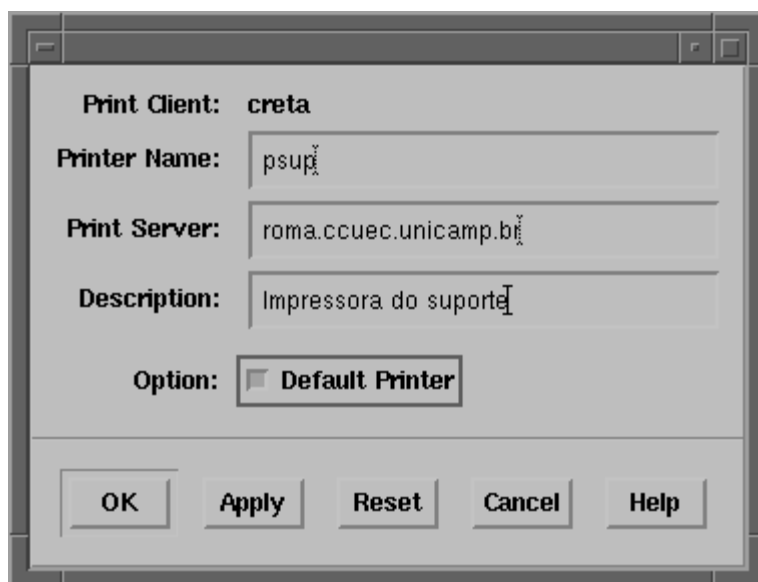 Print Client: creta
Printer Name: psup
Print Server: roma.ccuec.unicamp.br
Description: Impressora do suporte
Option: Default Printer
OK Apply Reset Cancel Help